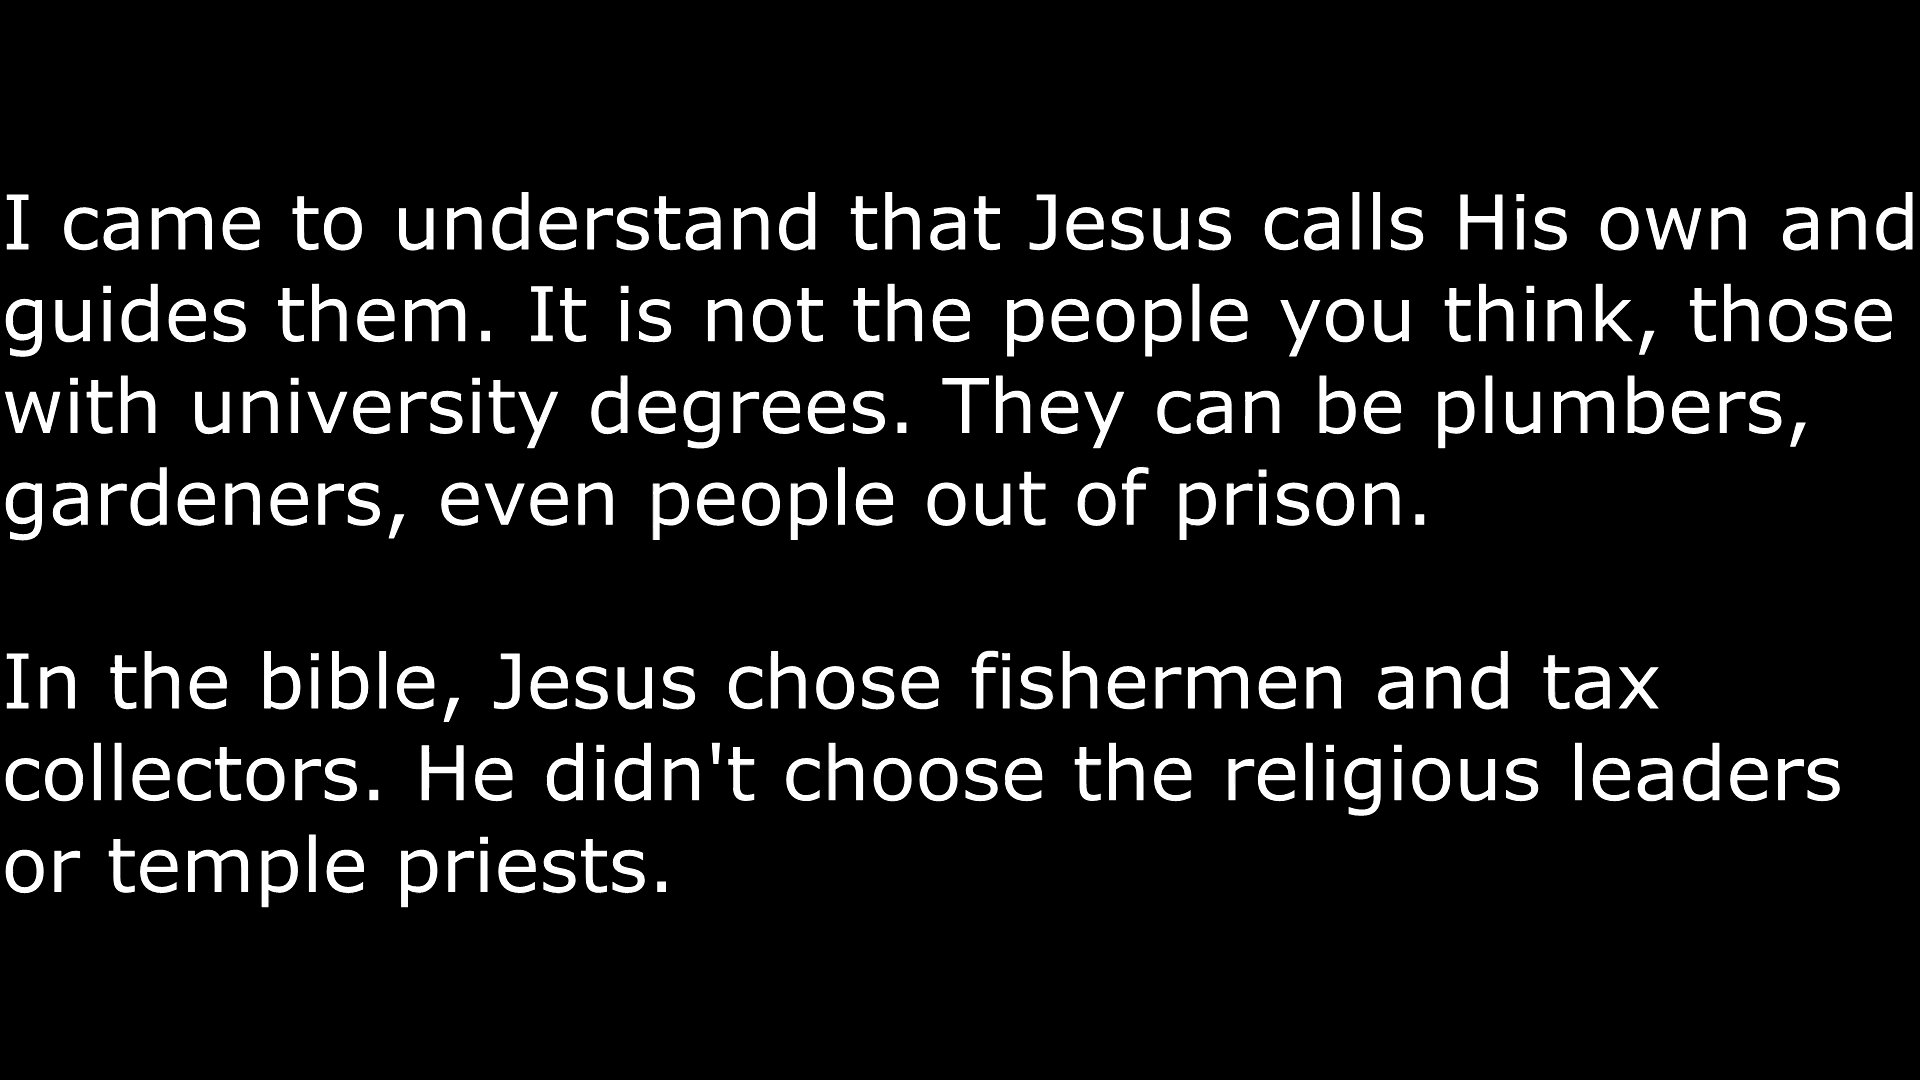 I came to understand that Jesus calls His own and
guides them. It is not the people you think, those
with university degrees. They can be plumbers,
gardeners, even people out of prison.
In the bible, Jesus chose fishermen and tax
collectors. He didn't choose the religious leaders
or temple priests.